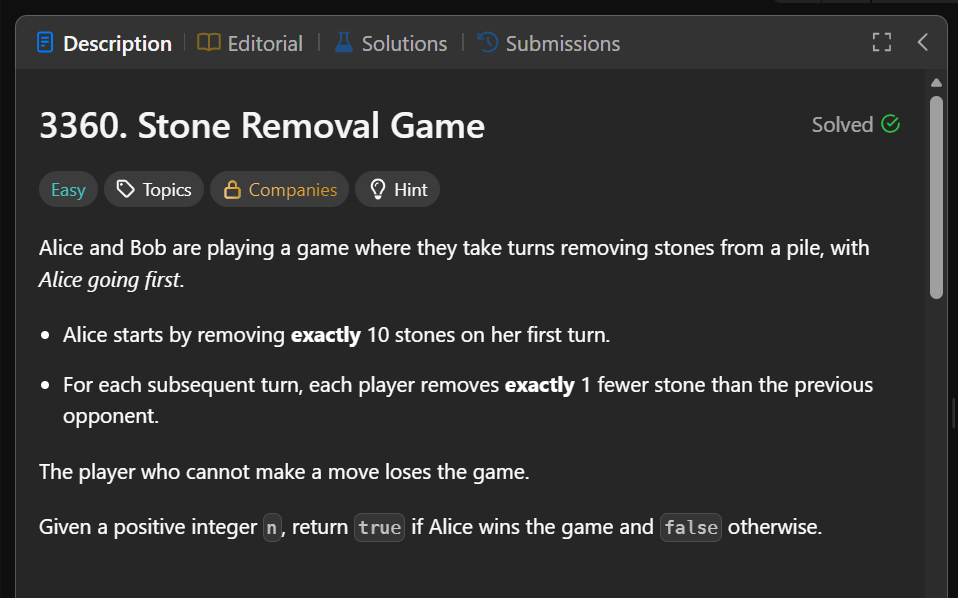 Description | Editorial | Solutions | Submissions
3360. Stone Removal Game
Solved
Easy Topics Companies Hint
Alice and Bob are playing a game where they take turns removing stones from a pile, with
Alice going first.
• Alice starts by removing exactly 10 stones on her first turn.
• For each subsequent turn, each player removes exactly 1 fewer stone than the previous
opponent.
The player who cannot make a move loses the game.
Given a positive integer n, return true if Alice wins the game and false otherwise.